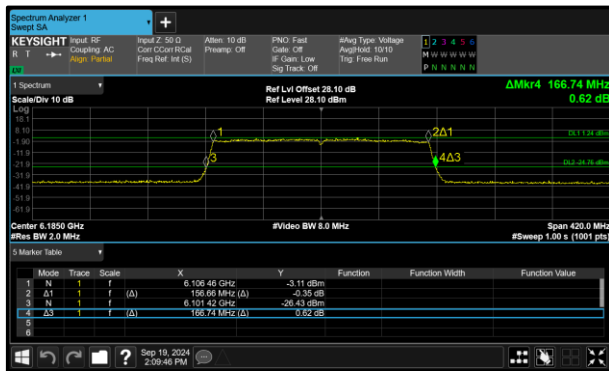 Spectrum Analyzer 1
Swept SA
KEYSIGHT Input: RF Input Z: 50 Ω Atten: 10 dB PNO: Fast #Avg Type: Voltage 1 2 3 4 5 6
R T Coupling: AC Corr CCorr RCal Preamp: Off Gate: Off Avg|Hold: 10/10 M W W W W W
Align: Partial Freq Ref: Int (S) IF Gain: Low Trig: Free Run P N N N N N
Sig Track: Off
1 Spectrum
Ref Lvl Offset 28.10 dB ΔMkr4 166.74 MHz
Scale/Div 10 dB Ref Level 28.10 dBm 0.62 dB
Log
18.1
8.10 1 2Δ1 DL1 1.24 dBm
-1.90
-11.9
-21.9 3 4Δ3 DL2 -24.76 dBm
-31.9
-41.9
-51.9
-61.9
Center 6.1850 GHz #Video BW 8.0 MHz Span 420.0 MHz
#Res BW 2.0 MHz #Sweep 1.00 s (1001 pts)
5 Marker Table
Mode Trace Scale X Y Function Function Width Function Value
1 N 1 f 6.106 46 GHz -3.11 dBm
2 Δ1 1 f (Δ) 156.66 MHz (Δ) -0.35 dB
3 N 1 f 6.101 42 GHz -26.43 dBm
4 Δ3 1 f (Δ) 166.74 MHz (Δ) 0.62 dB
5
6
? Sep 19, 2024
2:09:46 PM